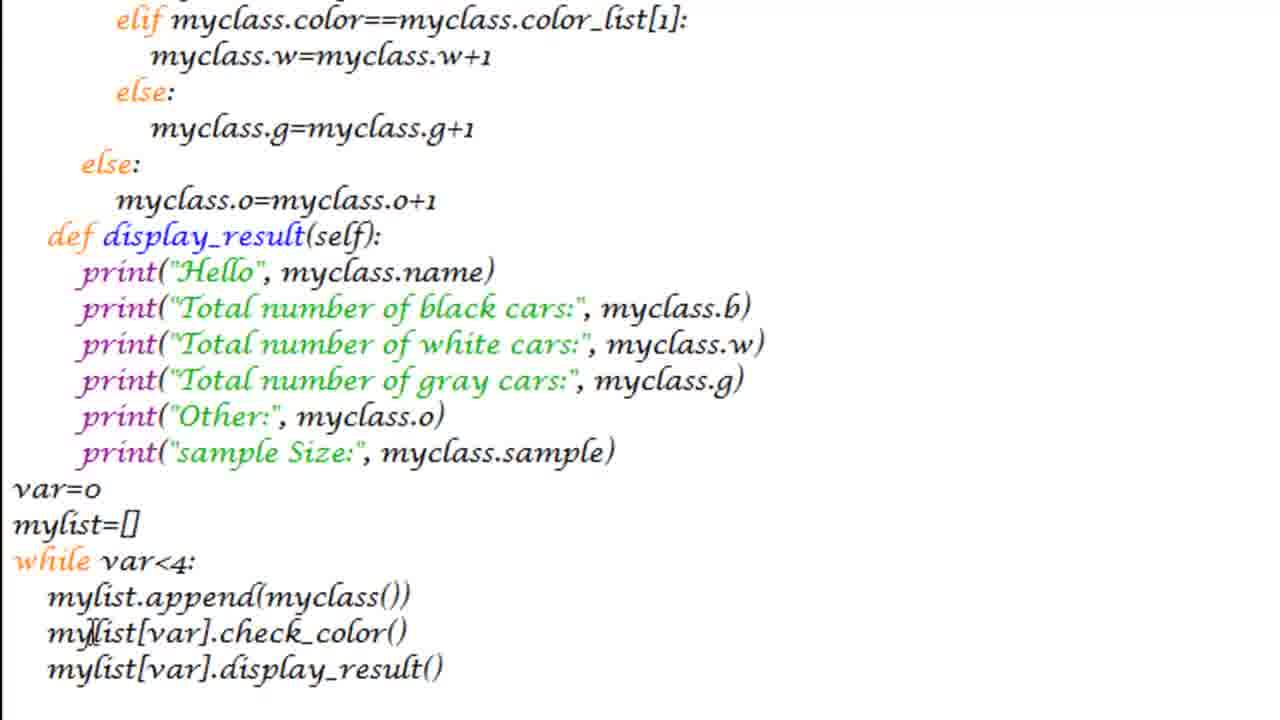 elif myclass.color==myclass.color_list[1]:
myclass.w=myclass.w+1
else:
myclass.g=myclass.g+1
else:
myclass.o=myclass.o+1
def display_result(self):
print("Hello", myclass.name)
print("Total number of black cars:", myclass.b)
print("Total number of white cars:", myclass.w)
print("Total number of gray cars:", myclass.g)
print("Other:", myclass.o)
print("sample Size:", myclass.sample)
var=0
mylist=[]
while var<4:
mylist.append(myclass())
mylist[var].check_color()
mylist[var].display_result()